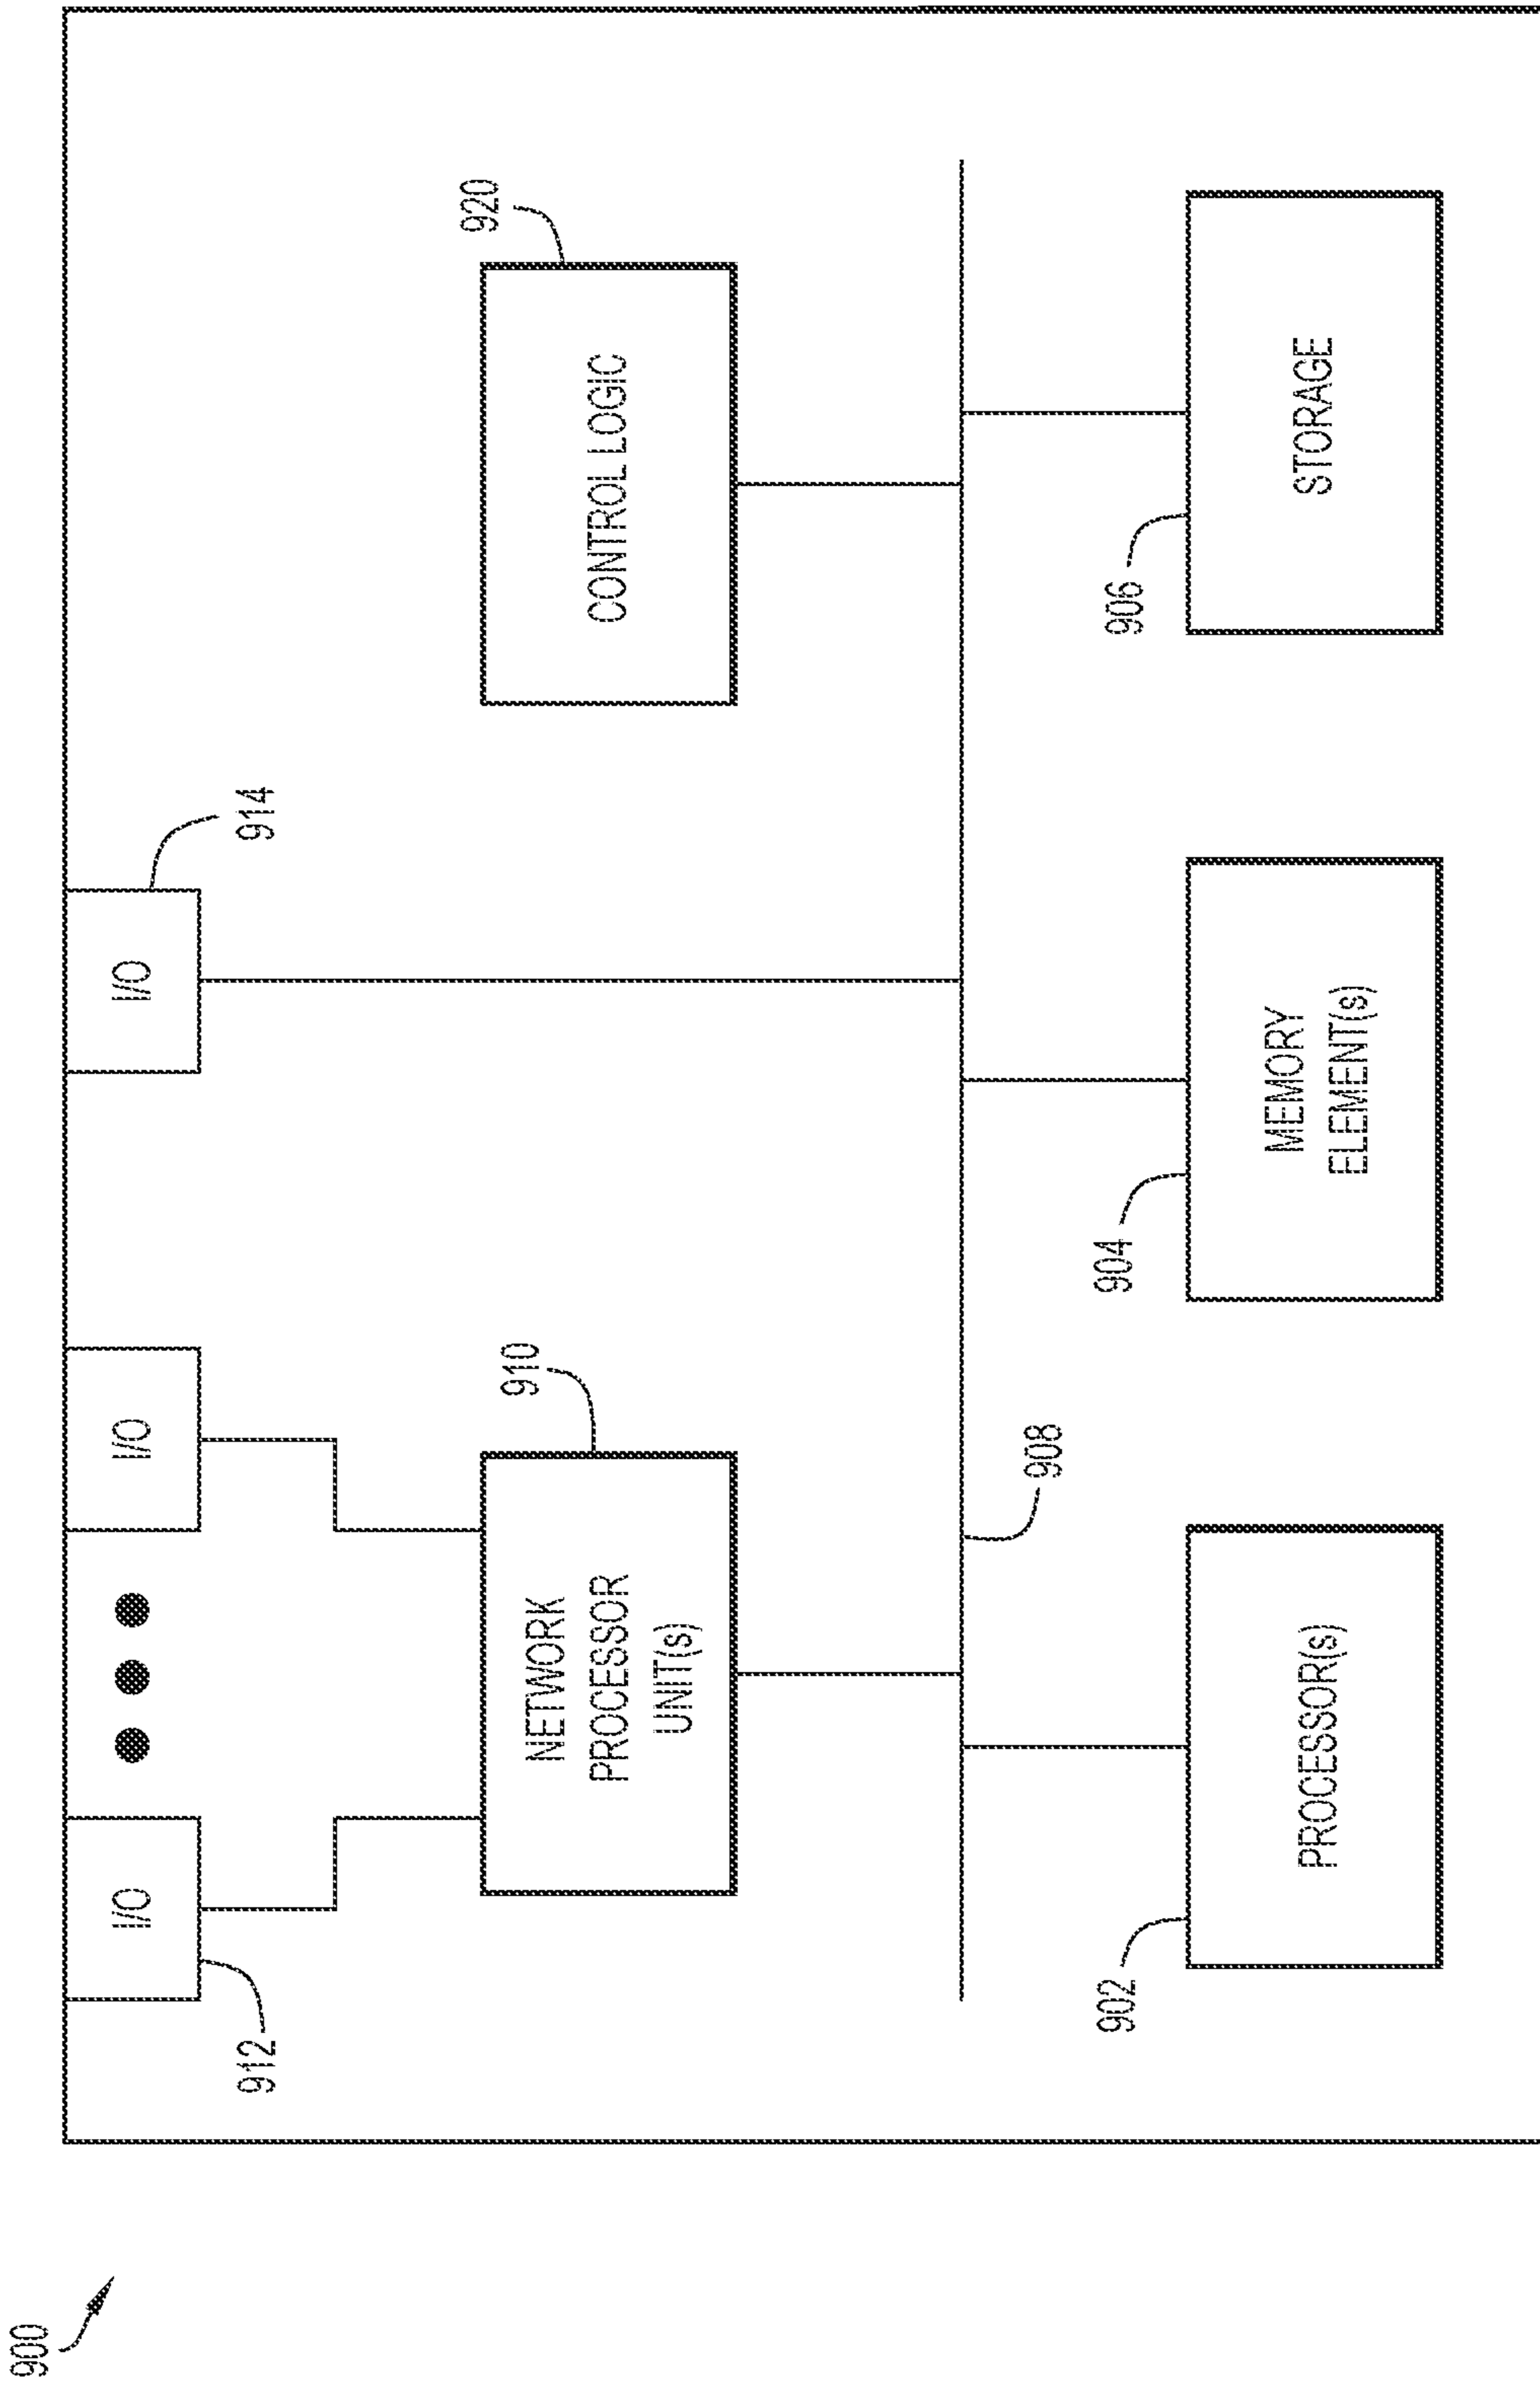 900
I/O
I/O
I/O
912
914
910
920
NETWORK
PROCESSOR
UNIT(s)
CONTROL LOGIC
908
902
904
906
PROCESSOR(s)
MEMORY
ELEMENT(s)
STORAGE